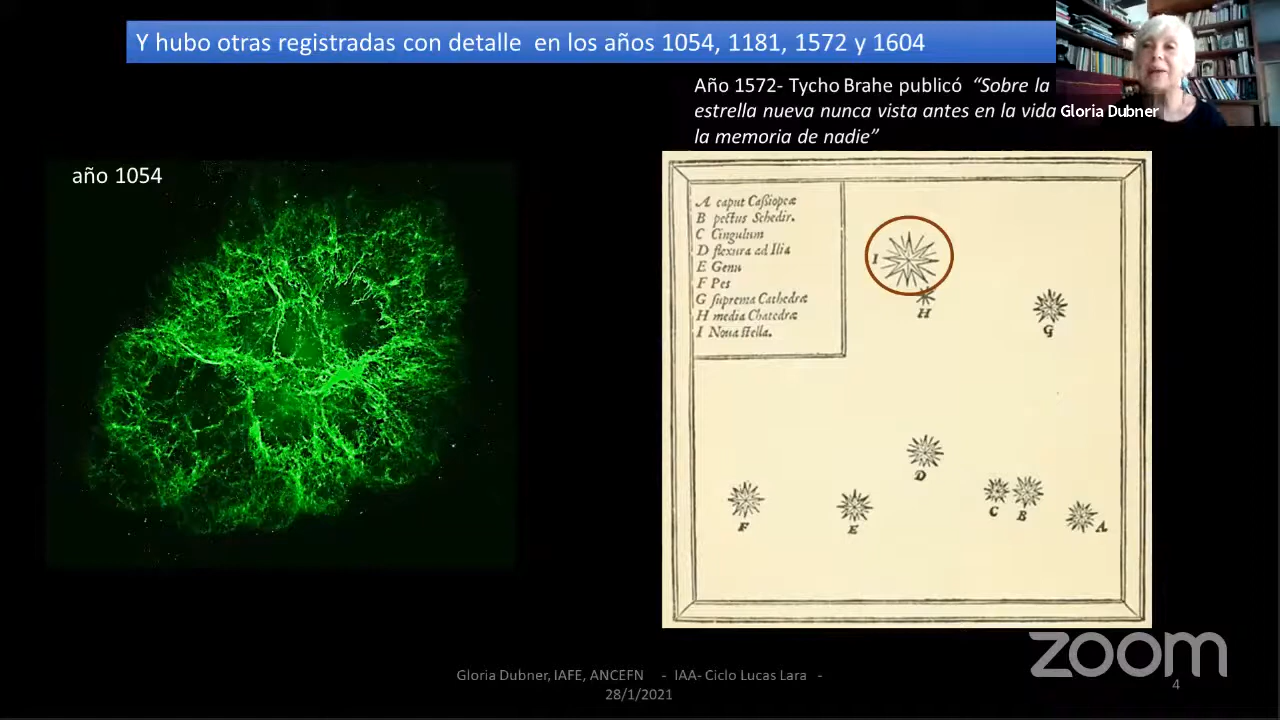 Y hubo otras registradas con detalle en los años 1054, 1181, 1572 y 1604
Año 1572- Tycho Brahe publicó “Sobre la
estrella nueva nunca vista antes en la vida
la memoria de nadie”
Gloria Dubner
año 1054
A caput Caſsiopeæ
B pectus Schedir.
C Cingulum
D flexura ad Ilia
E Genu
F Pes
G ſuprema Cathedræ
H media Chatedræ
I Noua ſtella.
I
H
G
D
F
E
C
B
A
zoom
Gloria Dubner, IAFE, ANCEFN - IAA- Ciclo Lucas Lara -
28/1/2021
4